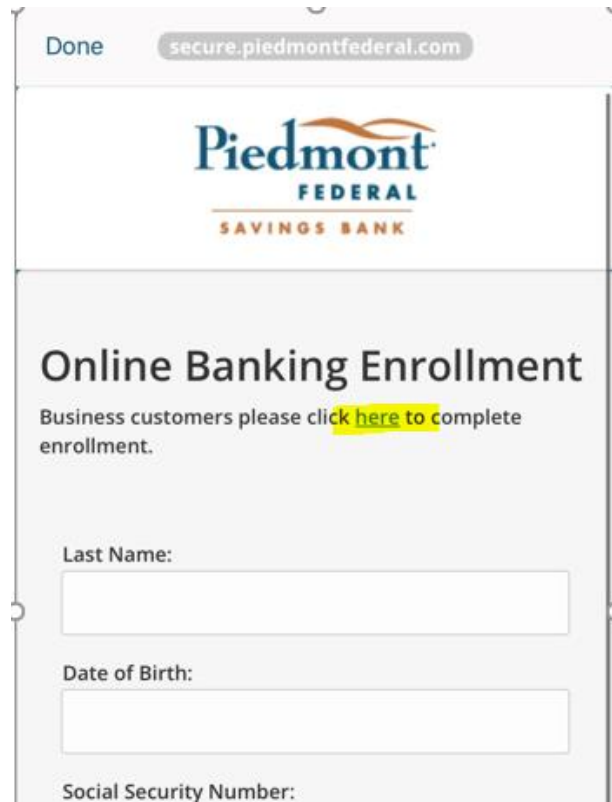 Done
secure.piedmontfederal.com
Piedmont
FEDERAL
SAVINGS BANK
Online Banking Enrollment
Business customers please click here to complete
enrollment.
Last Name:
Date of Birth:
Social Security Number: